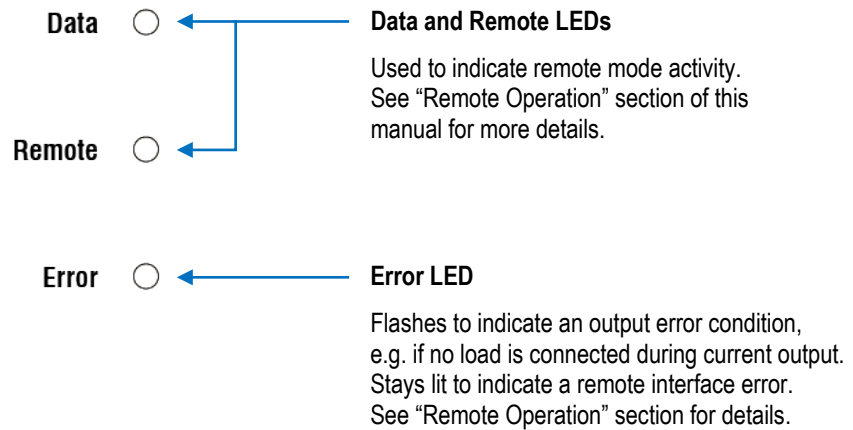 Data
Data and Remote LEDs
Used to indicate remote mode activity.
See “Remote Operation” section of this
manual for more details.
Remote
Error
Error LED
Flashes to indicate an output error condition,
e.g. if no load is connected during current output.
Stays lit to indicate a remote interface error.
See “Remote Operation” section for details.